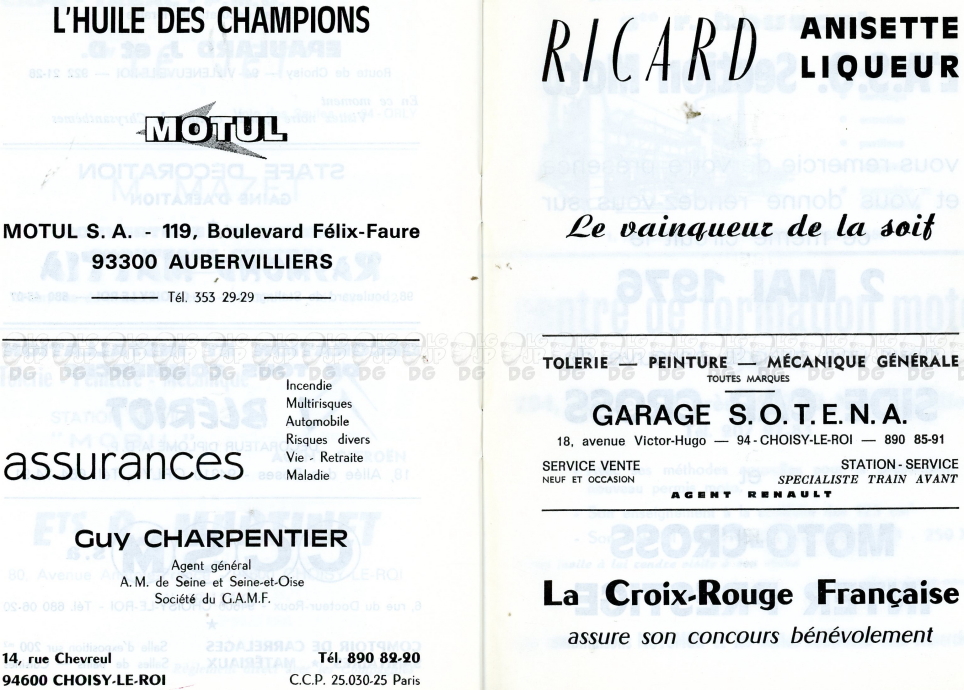 L'HUILE DES CHAMPIONS
MOTUL
MOTUL S. A. - 119, Boulevard Félix-Faure
93300 AUBERVILLIERS
Tél. 353 29-29
assurances
Incendie
Multirisques
Automobile
Risques divers
Vie - Retraite
Maladie
Guy CHARPENTIER
Agent général
A. M. de Seine et Seine-et-Oise
Société du G.A.M.F.
14, rue Chevreul
94600 CHOISY-LE-ROI
Tél. 890 89-20
C.C.P. 25.030-25 Paris
RICARD
ANISETTE
LIQUEUR
Le vainqueur de la soif
TOLERIE — PEINTURE — MÉCANIQUE GÉNÉRALE
TOUTES MARQUES
GARAGE S.O.T.E.N.A.
18, avenue Victor-Hugo — 94-CHOISY-LE-ROI — 890 85-91
SERVICE VENTE
NEUF ET OCCASION
STATION-SERVICE
SPECIALISTE TRAIN AVANT
AGENT RENAULT
La Croix-Rouge Française
assure son concours bénévolement